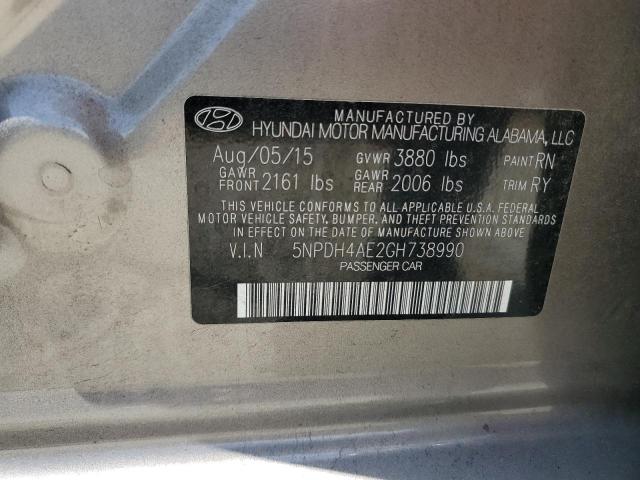 MANUFACTURED BY
HYUNDAI MOTOR MANUFACTURING ALABAMA, LLC
Aug/05/15 GVWR 3880 lbs PAINT RN
GAWR FRONT 2161 lbs GAWR REAR 2006 lbs TRIM RY
THIS VEHICLE CONFORMS TO ALL APPLICABLE U.S.A. FEDERAL
MOTOR VEHICLE SAFETY, BUMPER, AND THEFT PREVENTION STANDARDS
IN EFFECT ON THE DATE OF MANUFACTURE SHOWN ABOVE
V.I.N 5NPDH4AE2GH738990
PASSENGER CAR